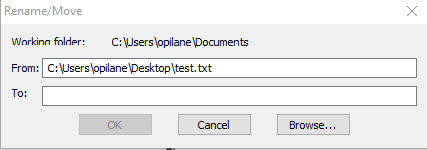 Rename/Move
Working folder: C:\Users\opilane\Documents
From: C:\Users\opilane\Desktop\test.txt
To:
OK Cancel Browse...